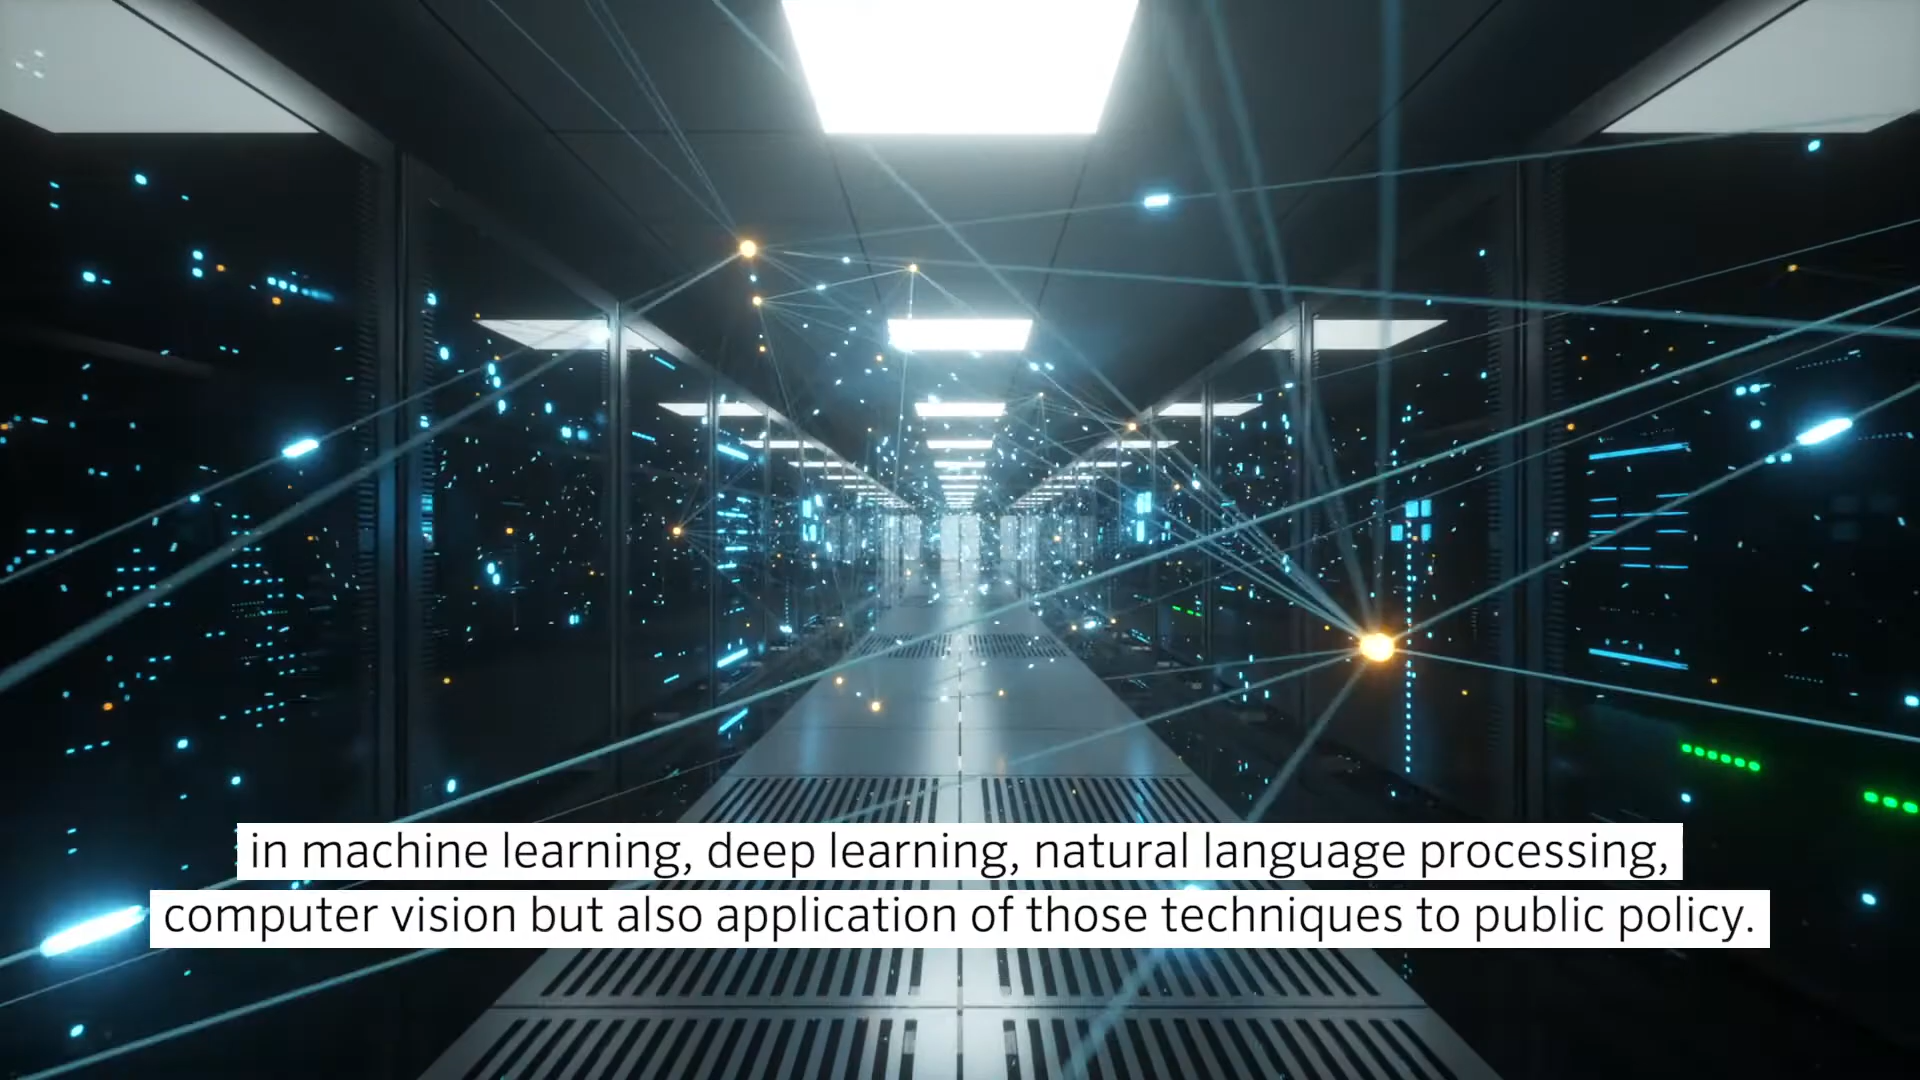 in machine learning, deep learning, natural language processing,
computer vision but also application of those techniques to public policy.